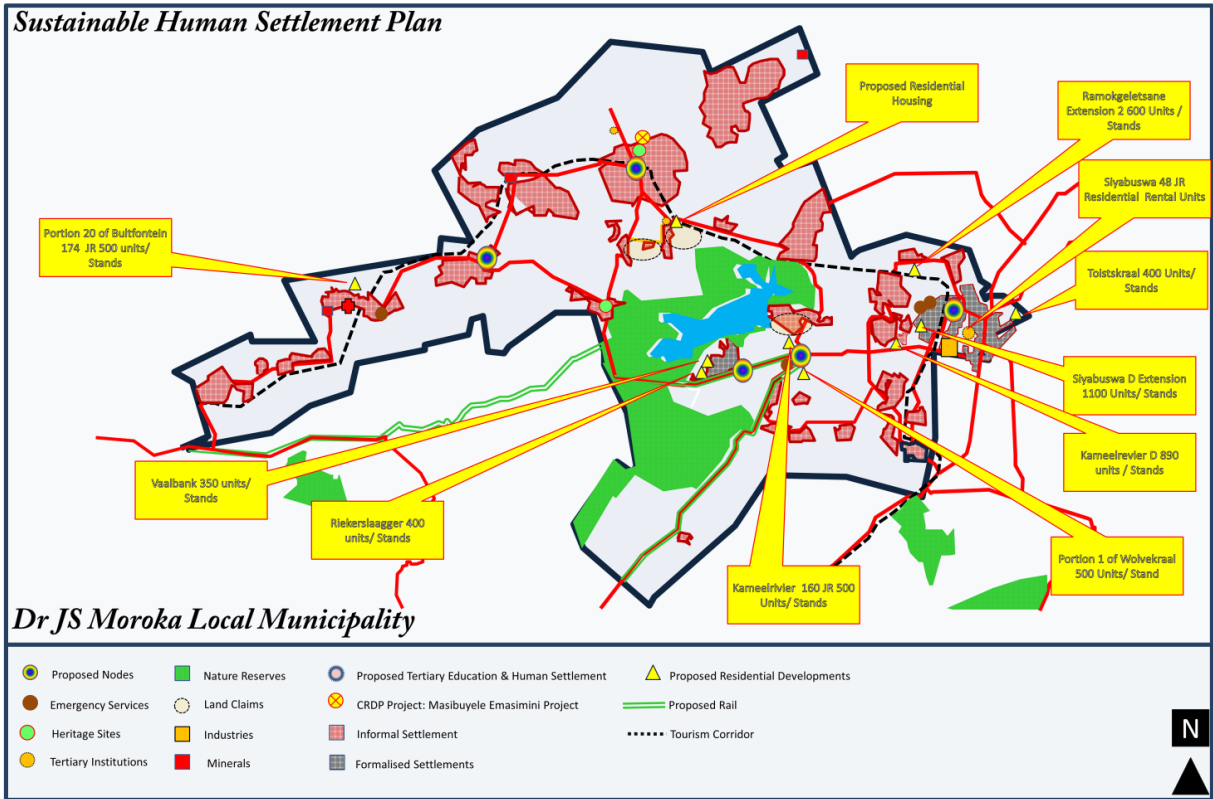 Sustainable Human Settlement Plan
Proposed Residential
Housing
Ramokgeletsane
Extension 2 600 Units /
Stands
Siyabuswa 48 JR
Residential Rental Units
Portion 20 of Bultfontein
174 JR 500 units/
Stands
Toistskraal 400 Units/
Stands
Siyabuswa D Extension
1100 Units/ Stands
Kameelrevier D 890
units / Stands
Vaalbank 350 units/
Stands
Riekerslaagger 400
units/ Stands
Portion 1 of Wolvekraal
500 Units/ Stand
Kameelrivier 160 JR 500
Units/ Stands
Dr JS Moroka Local Municipality
Proposed Nodes
Nature Reserves
Proposed Tertiary Education & Human Settlement
Proposed Residential Developments
Emergency Services
Land Claims
CRDP Project: Masibuyele Emasimini Project
Proposed Rail
Heritage Sites
Industries
Informal Settlement
Tourism Corridor
Tertiary Institutions
Minerals
Formalised Settlements
N